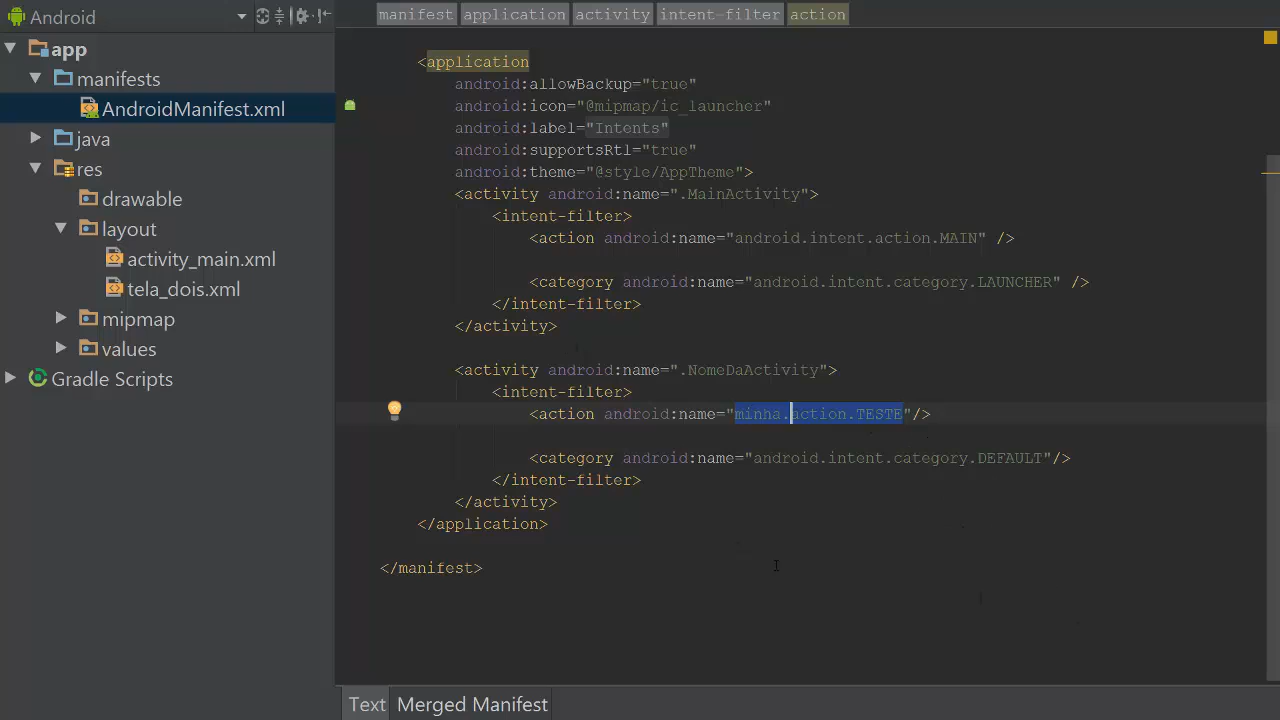 Android
manifest application activity intent-filter action
app
manifests
AndroidManifest.xml
java
res
drawable
layout
activity_main.xml
tela_dois.xml
mipmap
values
Gradle Scripts
<application
android:allowBackup="true"
android:icon="@mipmap/ic_launcher"
android:label="Intents"
android:supportsRtl="true"
android:theme="@style/AppTheme">
<activity android:name=".MainActivity">
<intent-filter>
<action android:name="android.intent.action.MAIN" />
<category android:name="android.intent.category.LAUNCHER" />
</intent-filter>
</activity>
<activity android:name=".NomeDaActivity">
<intent-filter>
<action android:name="minha.action.TESTE"/>
<category android:name="android.intent.category.DEFAULT"/>
</intent-filter>
</activity>
</application>
</manifest>
Text Merged Manifest